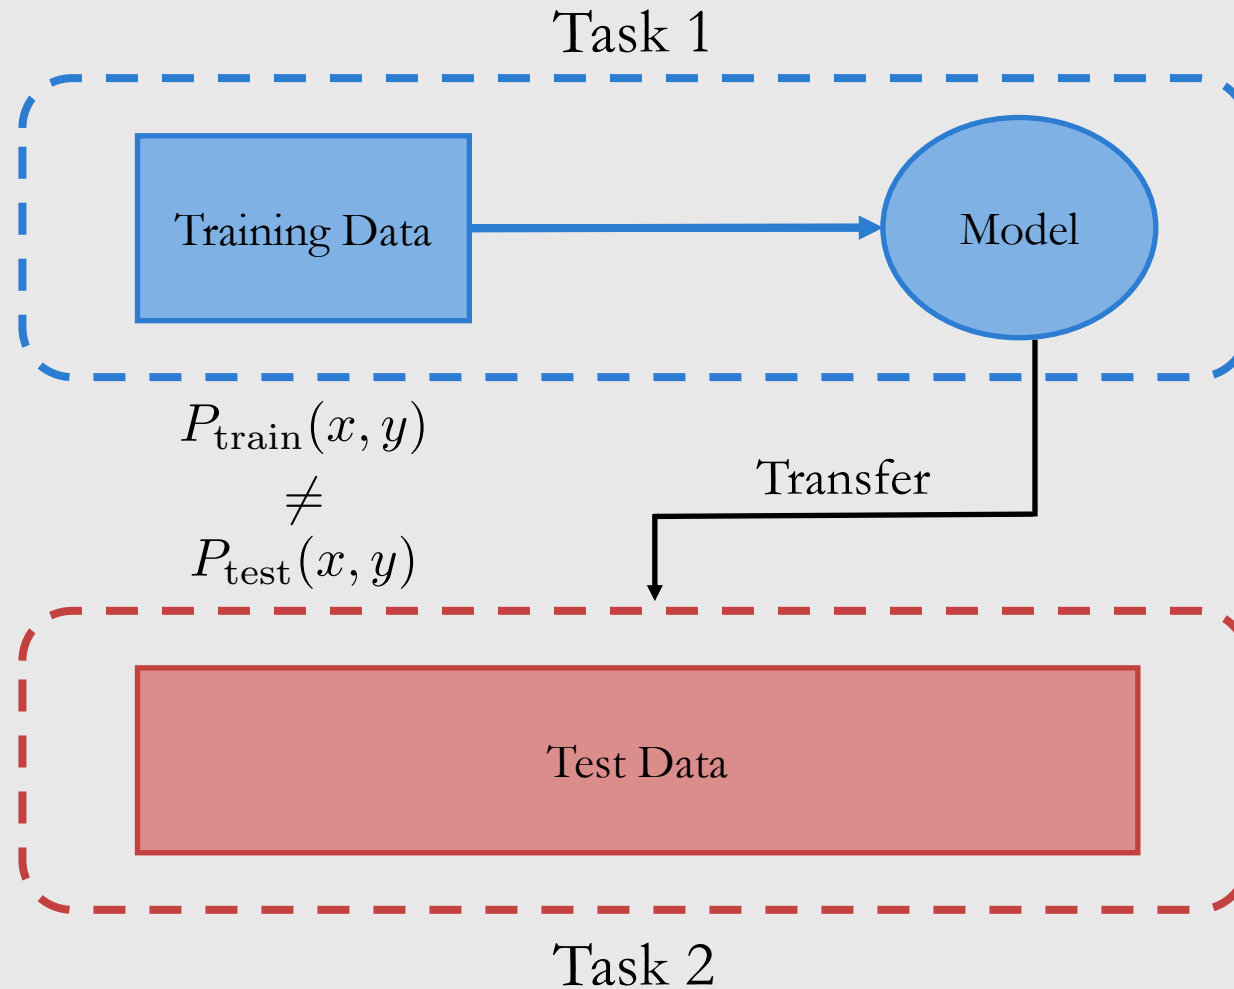 Task 1
Training Data
Model
P_train(x, y)
≠
P_test(x, y)
Transfer
Test Data
Task 2